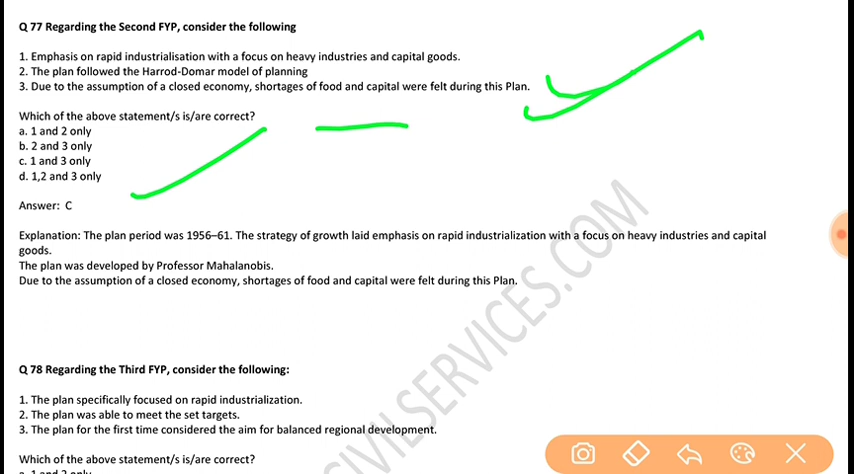 Q 77 Regarding the Second FYP, consider the following
1. Emphasis on rapid industrialisation with a focus on heavy industries and capital goods.
2. The plan followed the Harrod-Domar model of planning
3. Due to the assumption of a closed economy, shortages of food and capital were felt during this Plan.
Which of the above statement/s is/are correct?
a. 1 and 2 only
b. 2 and 3 only
c. 1 and 3 only
d. 1,2 and 3 only
Answer: C
Explanation: The plan period was 1956–61. The strategy of growth laid emphasis on rapid industrialization with a focus on heavy industries and capital
goods.
The plan was developed by Professor Mahalanobis.
Due to the assumption of a closed economy, shortages of food and capital were felt during this Plan.
Q 78 Regarding the Third FYP, consider the following:
1. The plan specifically focused on rapid industrialization.
2. The plan was able to meet the set targets.
3. The plan for the first time considered the aim for balanced regional development.
Which of the above statement/s is/are correct?
IVILSERVICES.COM